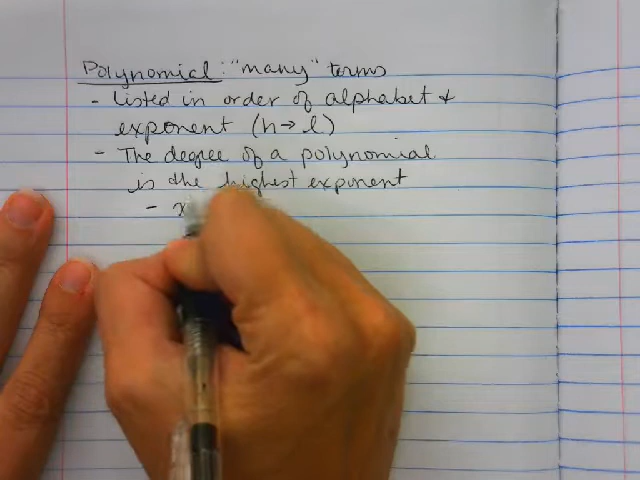 Polynomial: "many" terms
- listed in order of alphabet &
exponent (h→l)
- The degree of a polynomial
is the highest exponent
- x